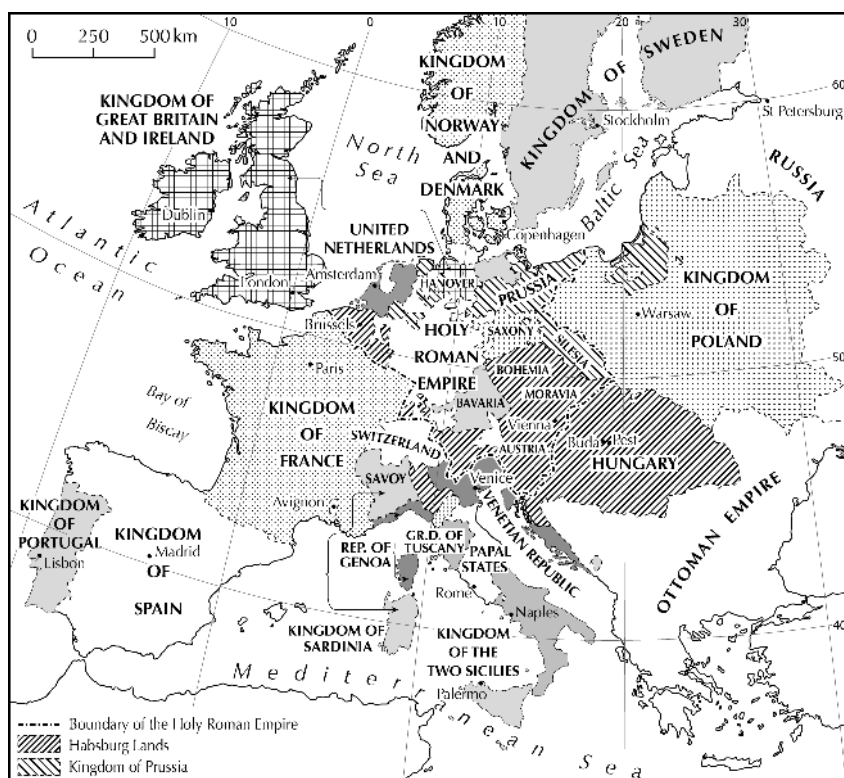 10
0
10
20
30
0 250 500 km
60
KINGDOM OF
GREAT BRITAIN
AND IRELAND
KINGDOM
OF
NORWAY
AND
DENMARK
KINGDOM OF SWEDEN
Stockholm
St Petersburg
RUSSIA
North
Sea
Baltic Sea
Dublin
London
Atlantic
Ocean
UNITED
NETHERLANDS
Amsterdam
Copenhagen
HANOVER
PRUSSIA
KINGDOM
OF
POLAND
Warsaw
Brussels
HOLY
ROMAN
EMPIRE
SAXONY
SILESIA
50
Paris
BOHEMIA
MORAVIA
BAVARIA
Vienna
Bay of
Biscay
KINGDOM
OF
FRANCE
SWITZERLAND
AUSTRIA
Buda
Pest
HUNGARY
SAVOY
Venice
VENETIAN REPUBLIC
Avignon
KINGDOM
OF
PORTUGAL
Lisbon
KINGDOM
OF
SPAIN
Madrid
REP. OF
GENOA
GR.D. OF
TUSCANY
PAPAL
STATES
Rome
Naples
OTTOMAN EMPIRE
40
KINGDOM OF
SARDINIA
KINGDOM
OF THE
TWO SICILIES
Palermo
Mediterranean Sea
Boundary of the Holy Roman Empire
Habsburg Lands
Kingdom of Prussia